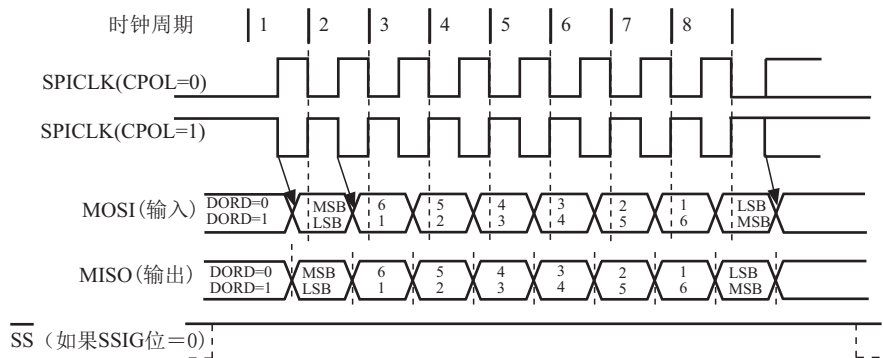 时钟周期 1 2 3 4 5 6 7 8
SPICLK(CPOL=0)
SPICLK(CPOL=1)
MOSI(输入) DORD=0 MSB 6 5 4 3 2 1 LSB
DORD=1 LSB 1 2 3 4 5 6 MSB
MISO(输出) DORD=0 MSB 6 5 4 3 2 1 LSB
DORD=1 LSB 1 2 3 4 5 6 MSB
SS（如果SSIG位＝0）